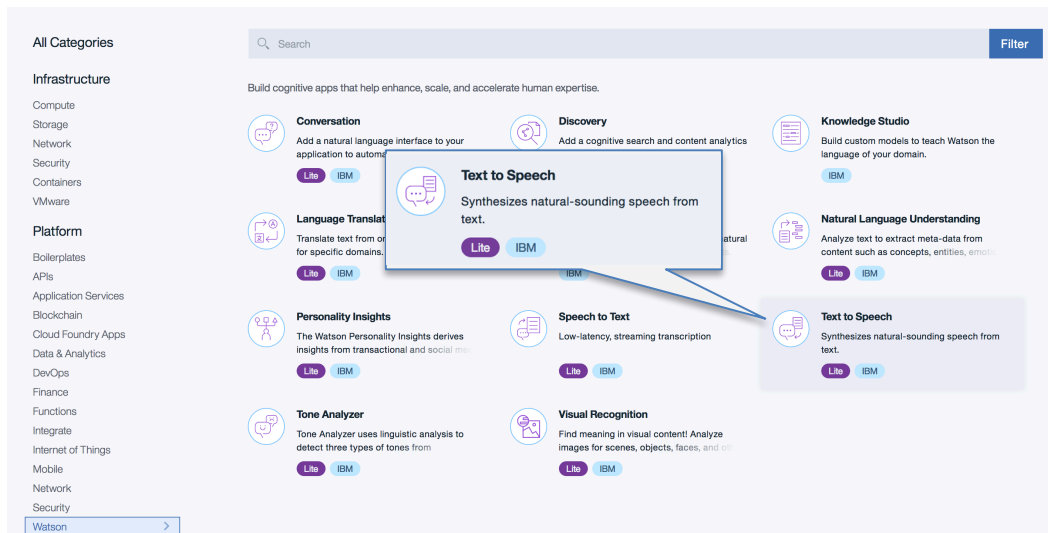 All Categories
Infrastructure
Compute
Storage
Network
Security
Containers
VMware
Platform
Boilerplates
APIs
Application Services
Blockchain
Cloud Foundry Apps
Data & Analytics
DevOps
Finance
Functions
Integrate
Internet of Things
Mobile
Network
Security
Watson
Search
Filter
Build cognitive apps that help enhance, scale, and accelerate human expertise.
Conversation
Add a natural language interface to your
application to automa
Lite IBM
Discovery
Add a cognitive search and content analytics
Knowledge Studio
Build custom models to teach Watson the
language of your domain.
IBM
Text to Speech
Synthesizes natural-sounding speech from
text.
Lite IBM
Language Translat
Translate text from or
for specific domains.
Lite IBM
IBM
Natural Language Understanding
Analyze text to extract meta-data from
content such as concepts, entities, emoti
Lite IBM
Personality Insights
The Watson Personality Insights derives
insights from transactional and social me
Lite IBM
Speech to Text
Low-latency, streaming transcription
Lite IBM
Text to Speech
Synthesizes natural-sounding speech from
text.
Lite IBM
Tone Analyzer
Tone Analyzer uses linguistic analysis to
detect three types of tones from
Lite IBM
Visual Recognition
Find meaning in visual content! Analyze
images for scenes, objects, faces, and
Lite IBM